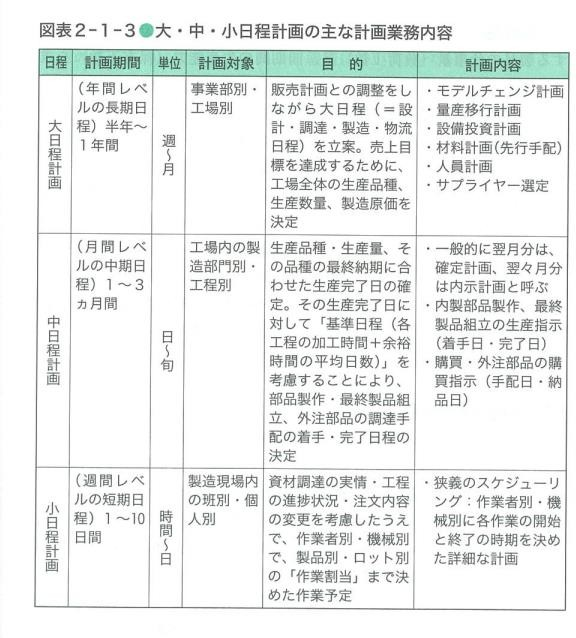 図表2-1-3●大・中・小日程計画の主な計画業務内容
日程
計画期間
単位
計画対象
目 的
計画内容
大日程計画
（年間レベ
ルの長期日
程）半年～
1年間
週～月
事業部別・
工場別
販売計画との調整をし
ながら大日程（＝設
計・調達・製造・物流
日程）を立案。売上目
標を達成するために、
工場全体の生産品種、
生産数量、製造原価を
決定
・モデルチェンジ計画
・量産移行計画
・設備投資計画
・材料計画（先行手配）
・人員計画
・サプライヤー選定
中日程計画
（月間レベ
ルの中期日
程）1～3
ヵ月間
日～旬
工場内の製
造部門別・
工程別
生産品種・生産量、そ
の品種の最終納期に合
わせた生産完了日の確
定。その生産完了日に
対して「基準日程（各
工程の加工時間＋余裕
時間の平均日数）」を
考慮することにより、
部品製作・最終製品組
立、外注部品の調達手
配の着手・完了日程の
決定
・一般的に翌月分は、
確定計画、翌々月分
は内示計画と呼ぶ
・内製部品製作、最終
製品組立の生産指示
（着手日・完了日）
・購買・外注部品の購
買指示（手配日・納
品日）
小日程計画
（週間レベ
ルの短期日
程）1～10
日間
時間～日
製造現場内
の班別・個
人別
資材調達の実情・工程
の進捗状況・注文内容
の変更を考慮したうえ
で、作業者別・機械別
で、製品別・ロット別
の「作業割当」まで決
めた作業予定
・狭義のスケジューリ
ング：作業者別・機
械別に各作業の開始
と終了の時期を決め
た詳細な計画